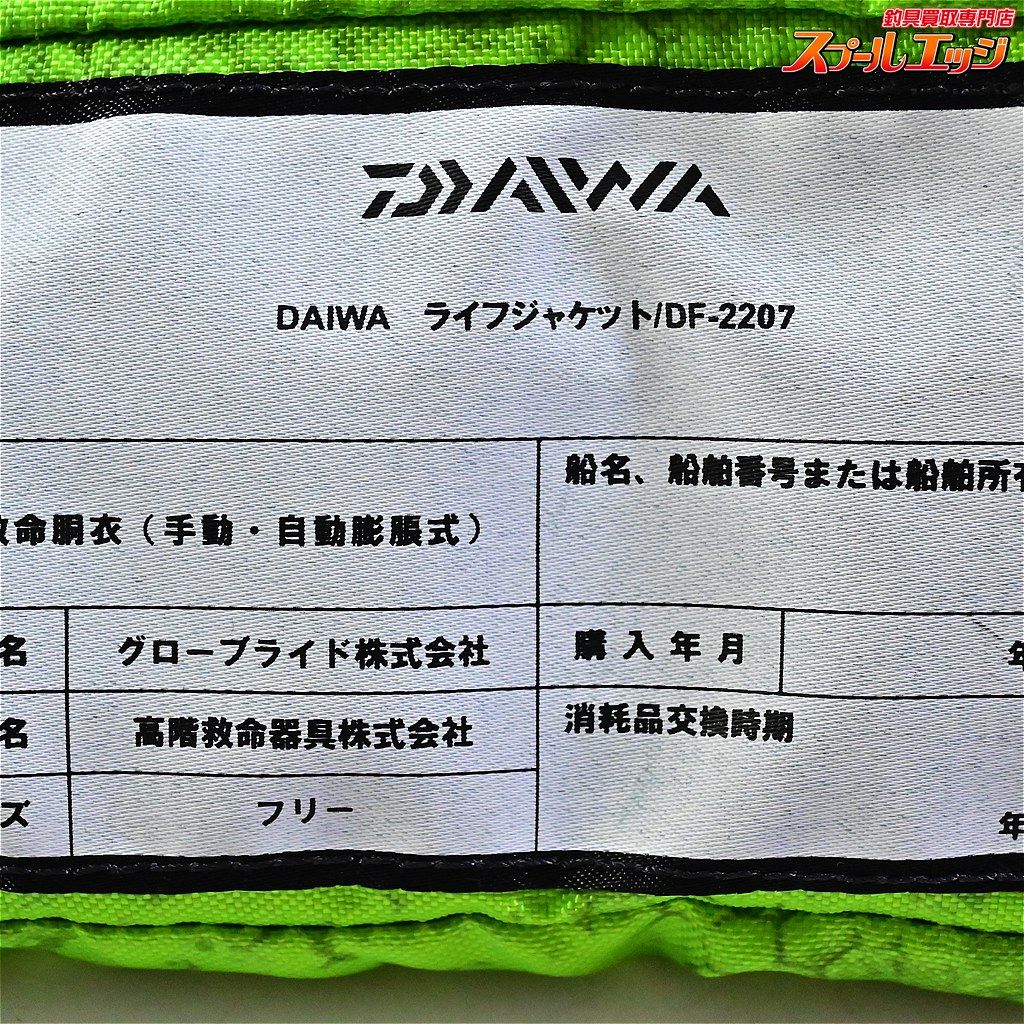 釣具買取専門店
スプールエッジ
DAIWA
DAIWA ライフジャケット/DF-2207
船名、船舶番号または船舶所有
救命胴衣（手動・自動膨脹式）
名 グローブライド株式会社 購入年月 年
名 高階救命器具株式会社 消耗品交換時期
ズ フリー 年